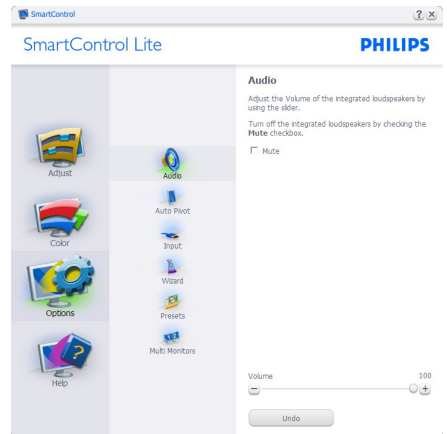 SmartControl
SmartControl Lite
PHILIPS
Adjust
Color
Options
Help
Audio
Auto Pivot
Input
Wizard
Presets
Multi Monitors
Audio
Adjust the Volume of the integrated loudspeakers by
using the slider.
Turn off the integrated loudspeakers by checking the
Mute checkbox.
Mute
Volume 100
Undo